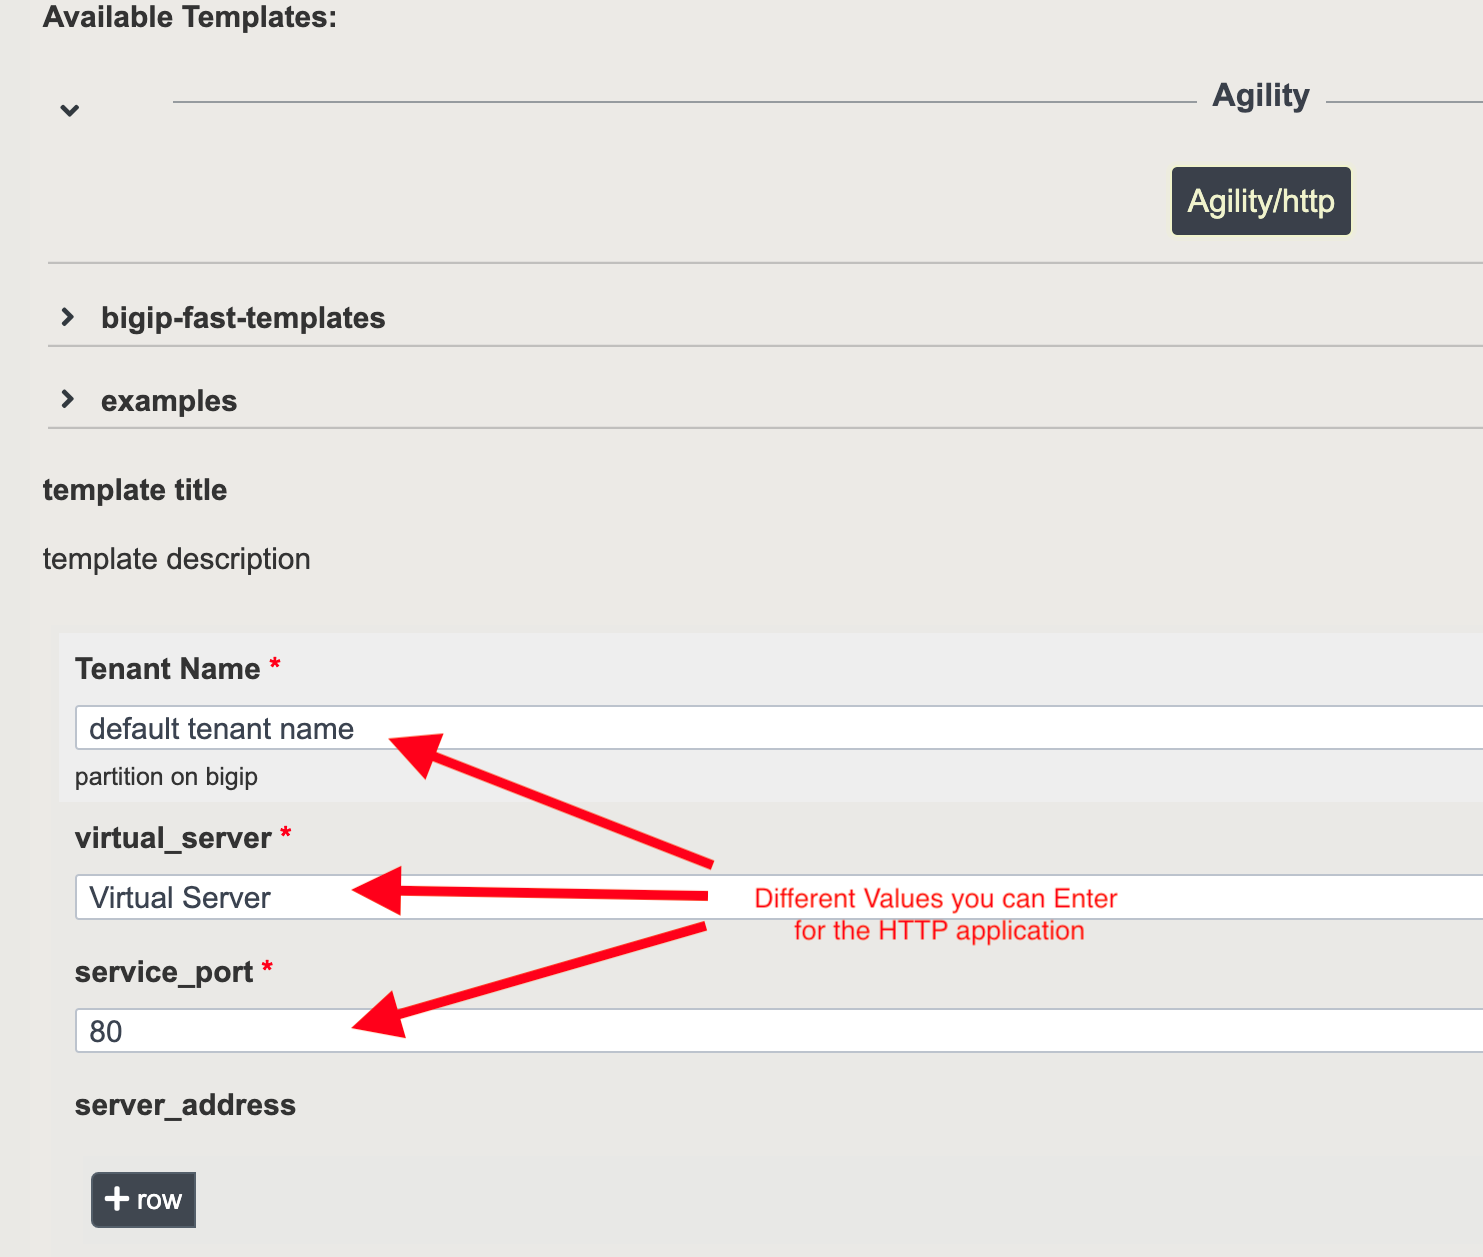 Available Templates:
Agility
Agility/http
bigip-fast-templates
examples
template title
template description
Tenant Name *
default tenant name
partition on bigip
virtual_server *
Virtual Server
Different Values you can Enter
for the HTTP application
service_port *
80
server_address
+ row